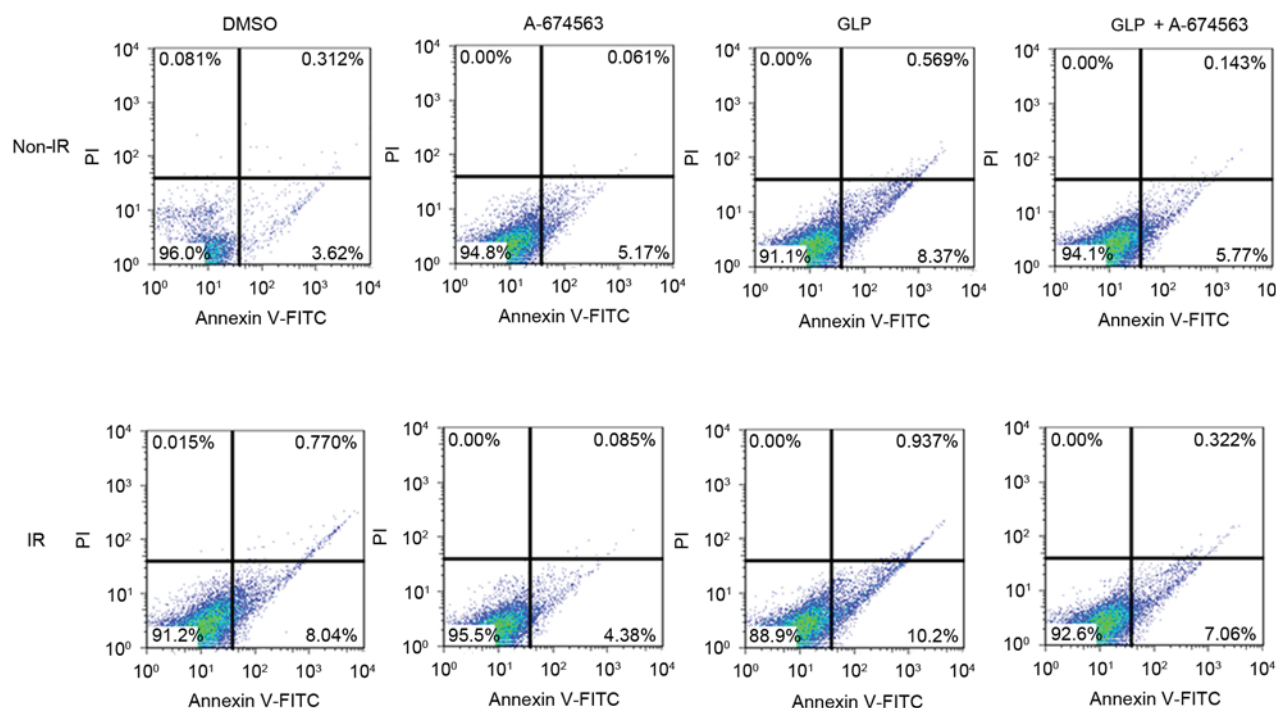 DMSO A-674563 GLP GLP + A-674563
Non-IR
PI 10⁴ 10³ 10² 10¹ 10⁰ 0.081% 0.312% 96.0% 3.62%
10⁰ 10¹ 10² 10³ 10⁴
Annexin V-FITC
PI 10⁴ 10³ 10² 10¹ 10⁰ 0.00% 0.061% 94.8% 5.17%
10⁰ 10¹ 10² 10³ 10⁴
Annexin V-FITC
PI 10⁴ 10³ 10² 10¹ 10⁰ 0.00% 0.569% 91.1% 8.37%
10⁰ 10¹ 10² 10³ 10⁴
Annexin V-FITC
PI 10⁴ 10³ 10² 10¹ 10⁰ 0.00% 0.143% 94.1% 5.77%
10⁰ 10¹ 10² 10³ 10
Annexin V-FITC
IR
PI 10⁴ 10³ 10² 10¹ 10⁰ 0.015% 0.770% 91.2% 8.04%
10⁰ 10¹ 10² 10³ 10⁴
Annexin V-FITC
PI 10⁴ 10³ 10² 10¹ 10⁰ 0.00% 0.085% 95.5% 4.38%
10⁰ 10¹ 10² 10³ 10⁴
Annexin V-FITC
PI 10⁴ 10³ 10² 10¹ 10⁰ 0.00% 0.937% 88.9% 10.2%
10⁰ 10¹ 10² 10³ 10⁴
Annexin V-FITC
PI 10⁴ 10³ 10² 10¹ 10⁰ 0.00% 0.322% 92.6% 7.06%
10⁰ 10¹ 10² 10³ 10⁴
Annexin V-FITC